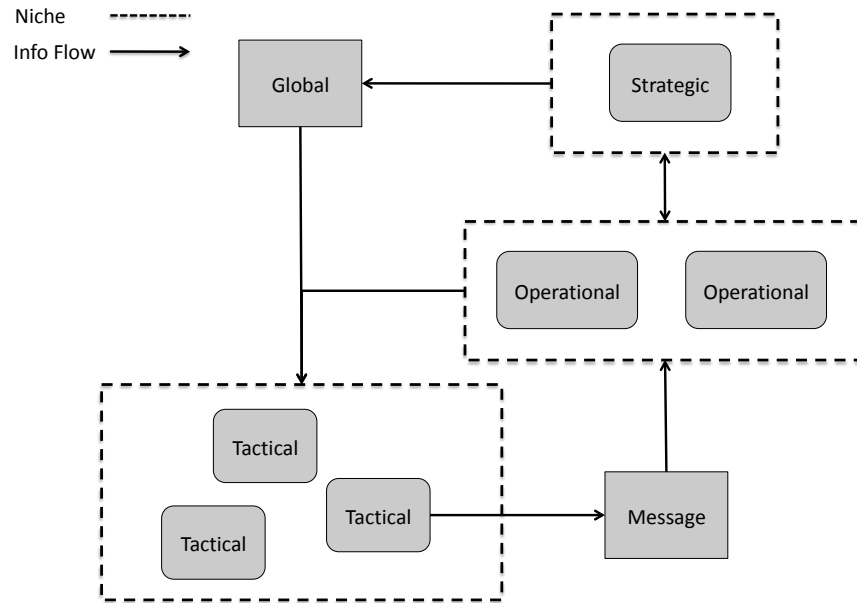 Niche
Info Flow
Global
Strategic
Operational
Operational
Tactical
Tactical
Tactical
Message